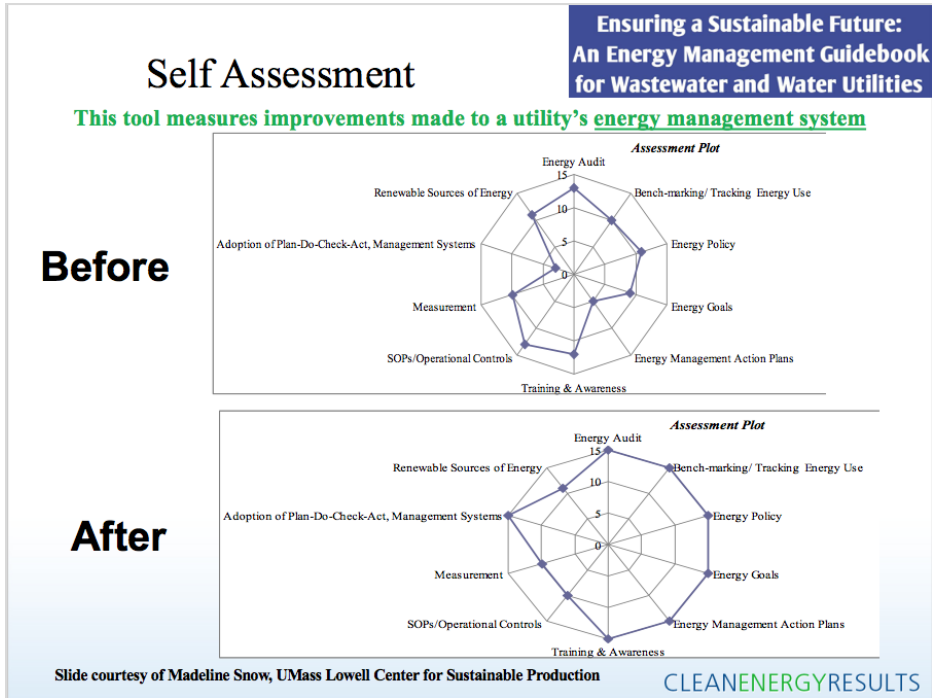 Ensuring a Sustainable Future:
An Energy Management Guidebook
for Wastewater and Water Utilities
Self Assessment
This tool measures improvements made to a utility's energy management system
Before
Assessment Plot
Energy Audit
15
10
5
0
Bench-marking/ Tracking Energy Use
Energy Policy
Energy Goals
Energy Management Action Plans
Training & Awareness
SOPs/Operational Controls
Measurement
Adoption of Plan-Do-Check-Act, Management Systems
Renewable Sources of Energy
After
Assessment Plot
Energy Audit
15
10
5
0
Bench-marking/ Tracking Energy Use
Energy Policy
Energy Goals
Energy Management Action Plans
Training & Awareness
SOPs/Operational Controls
Measurement
Adoption of Plan-Do-Check-Act, Management Systems
Renewable Sources of Energy
Slide courtesy of Madeline Snow, UMass Lowell Center for Sustainable Production
CLEANENERGYRESULTS